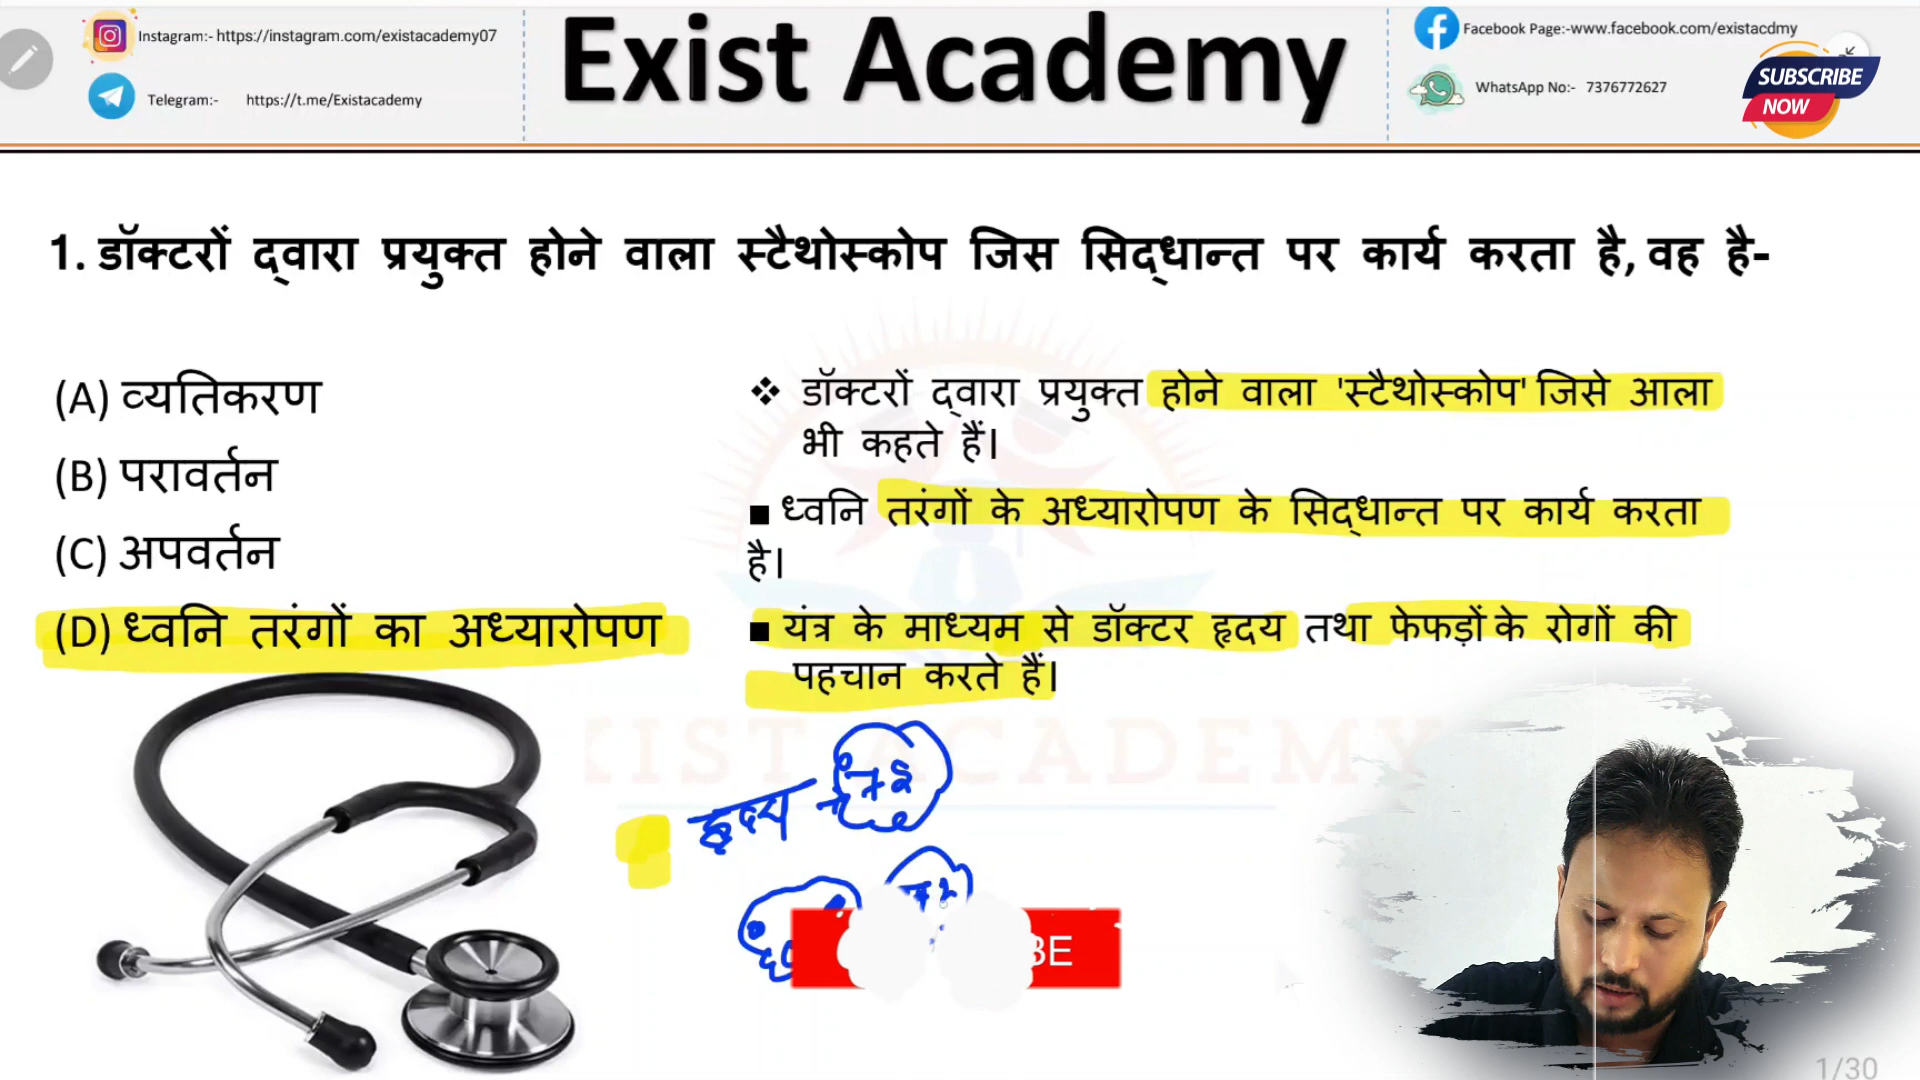 Instagram:- https://instagram.com/existacademy07
Telegram:- https://t.me/Existacademy
Exist Academy
Facebook Page:-www.facebook.com/existacdmy
WhatsApp No:- 7376772627
SUBSCRIBE
NOW
1. डॉक्टरों द्वारा प्रयुक्त होने वाला स्टैथोस्कोप जिस सिद्धान्त पर कार्य करता है, वह है-
(A) व्यतिकरण
(B) परावर्तन
(C) अपवर्तन
(D) ध्वनि तरंगों का अध्यारोपण
❖ डॉक्टरों द्वारा प्रयुक्त होने वाला 'स्टैथोस्कोप' जिसे आला
भी कहते हैं।
■ ध्वनि तरंगों के अध्यारोपण के सिद्धान्त पर कार्य करता
है।
■ यंत्र के माध्यम से डॉक्टर हृदय तथा फेफड़ों के रोगों की
पहचान करते हैं।
EXIST ACADEMY
हृदय
BE
1/30